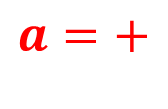 a = +